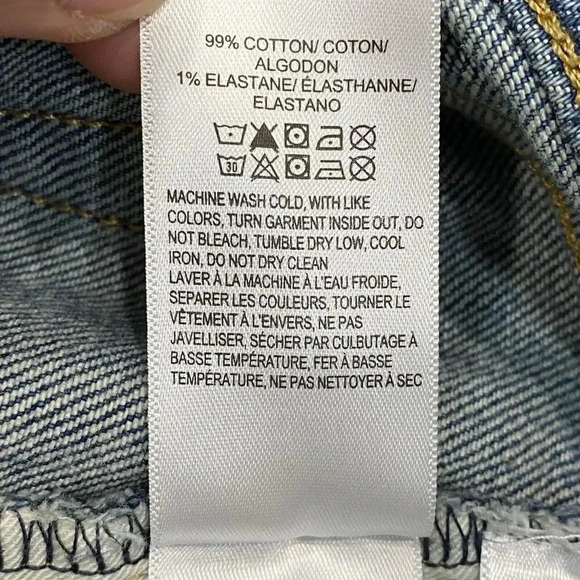 99% COTTON/ COTON/
ALGODON
1% ELASTANE/ ÉLASTHANNE/
ELASTANO
30
MACHINE WASH COLD, WITH LIKE
COLORS, TURN GARMENT INSIDE OUT, DO
NOT BLEACH, TUMBLE DRY LOW, COOL
IRON, DO NOT DRY CLEAN
LAVER À LA MACHINE À L'EAU FROIDE,
SÉPARER LES COULEURS, TOURNER LE
VÊTEMENT À L'ENVERS, NE PAS
JAVELLISER, SÉCHER PAR CULBUTAGE À
BASSE TEMPÉRATURE, FER À BASSE
TEMPÉRATURE, NE PAS NETTOYER À SEC